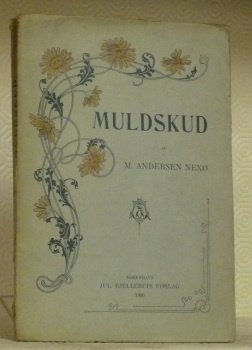 MULDSKUD
AF
M. ANDERSEN NEXØ
KØBENHAVN
JUL. GJELLERUPS FORLAG
1900